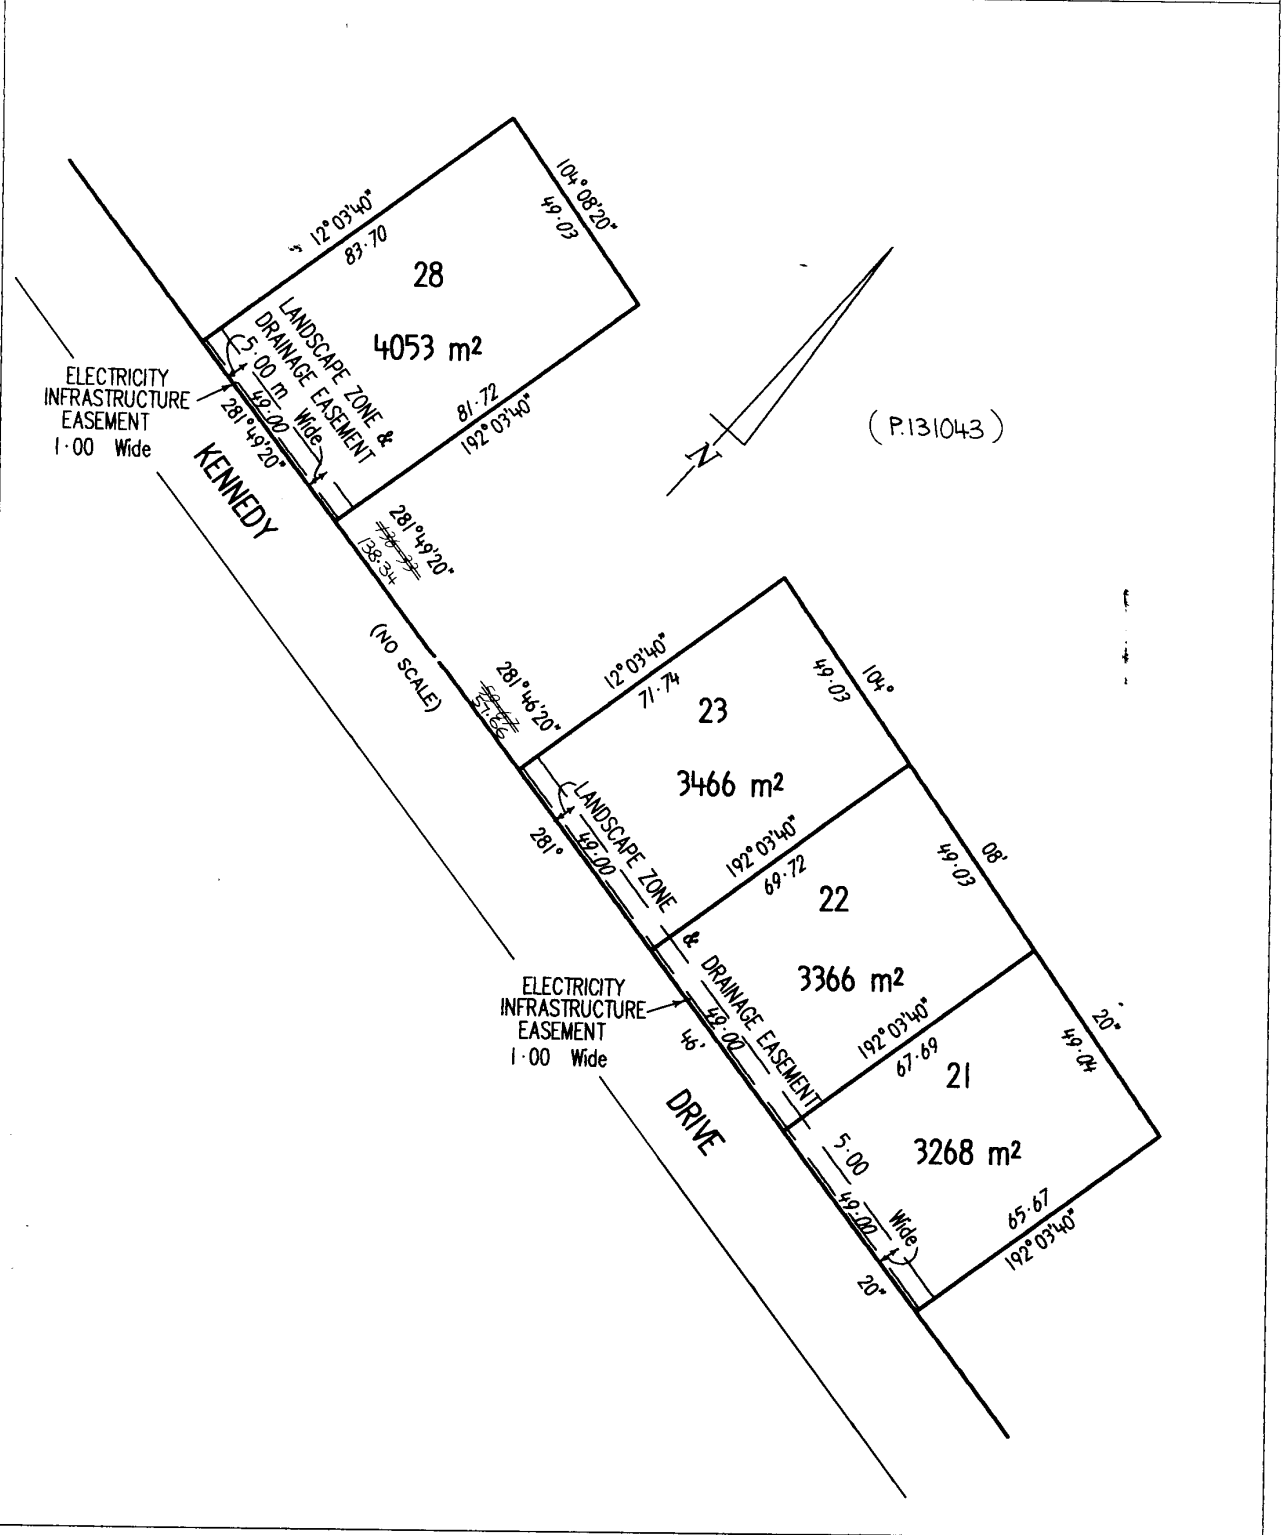 104°08'20"
49·03
12°03'40"
83·70
28
4053 m²
LANDSCAPE ZONE &
DRAINAGE EASEMENT
5·00 m Wide
49·00
281°49'20"
ELECTRICITY
INFRASTRUCTURE
EASEMENT
1·00 Wide
81·72
192°03'40"
KENNEDY
N
(P.131043)
281°49'20"
138·34
(NO SCALE)
281°46'20"
57.66
12°03'40"
71·74
23
3466 m²
49·03
104°
LANDSCAPE ZONE & DRAINAGE EASEMENT 5·00 Wide
49·00
281°
192°03'40"
69·72
49·03
08'
22
3366 m²
49·00
46'
ELECTRICITY
INFRASTRUCTURE
EASEMENT
1·00 Wide
192°03'40"
67·69
49·04
20"
21
3268 m²
DRIVE
49·00
20"
65·67
192°03'40"